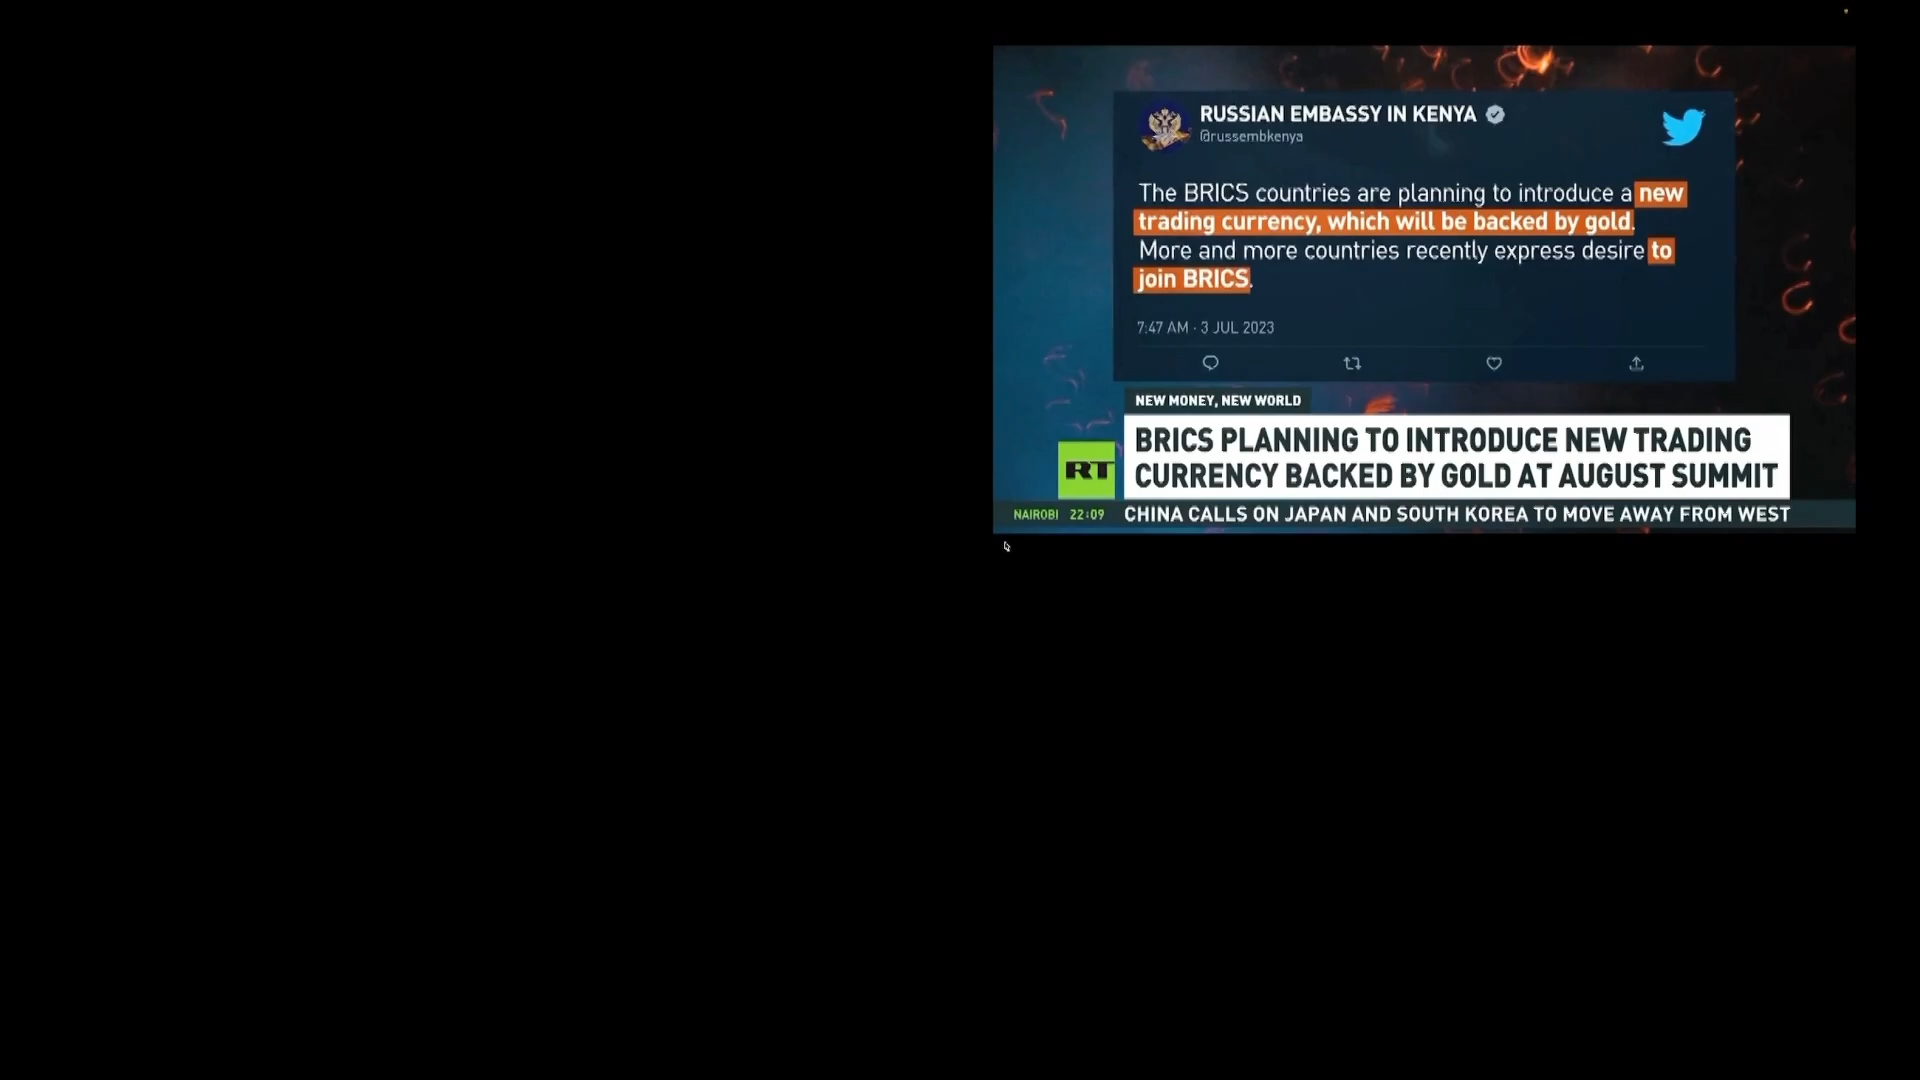 RUSSIAN EMBASSY IN KENYA
@russembkenya
The BRICS countries are planning to introduce a new
trading currency, which will be backed by gold.
More and more countries recently express desire to
join BRICS.
7:47 AM · 3 JUL 2023
NEW MONEY, NEW WORLD
BRICS PLANNING TO INTRODUCE NEW TRADING
CURRENCY BACKED BY GOLD AT AUGUST SUMMIT
RT
NAIROBI 22:09 CHINA CALLS ON JAPAN AND SOUTH KOREA TO MOVE AWAY FROM WEST